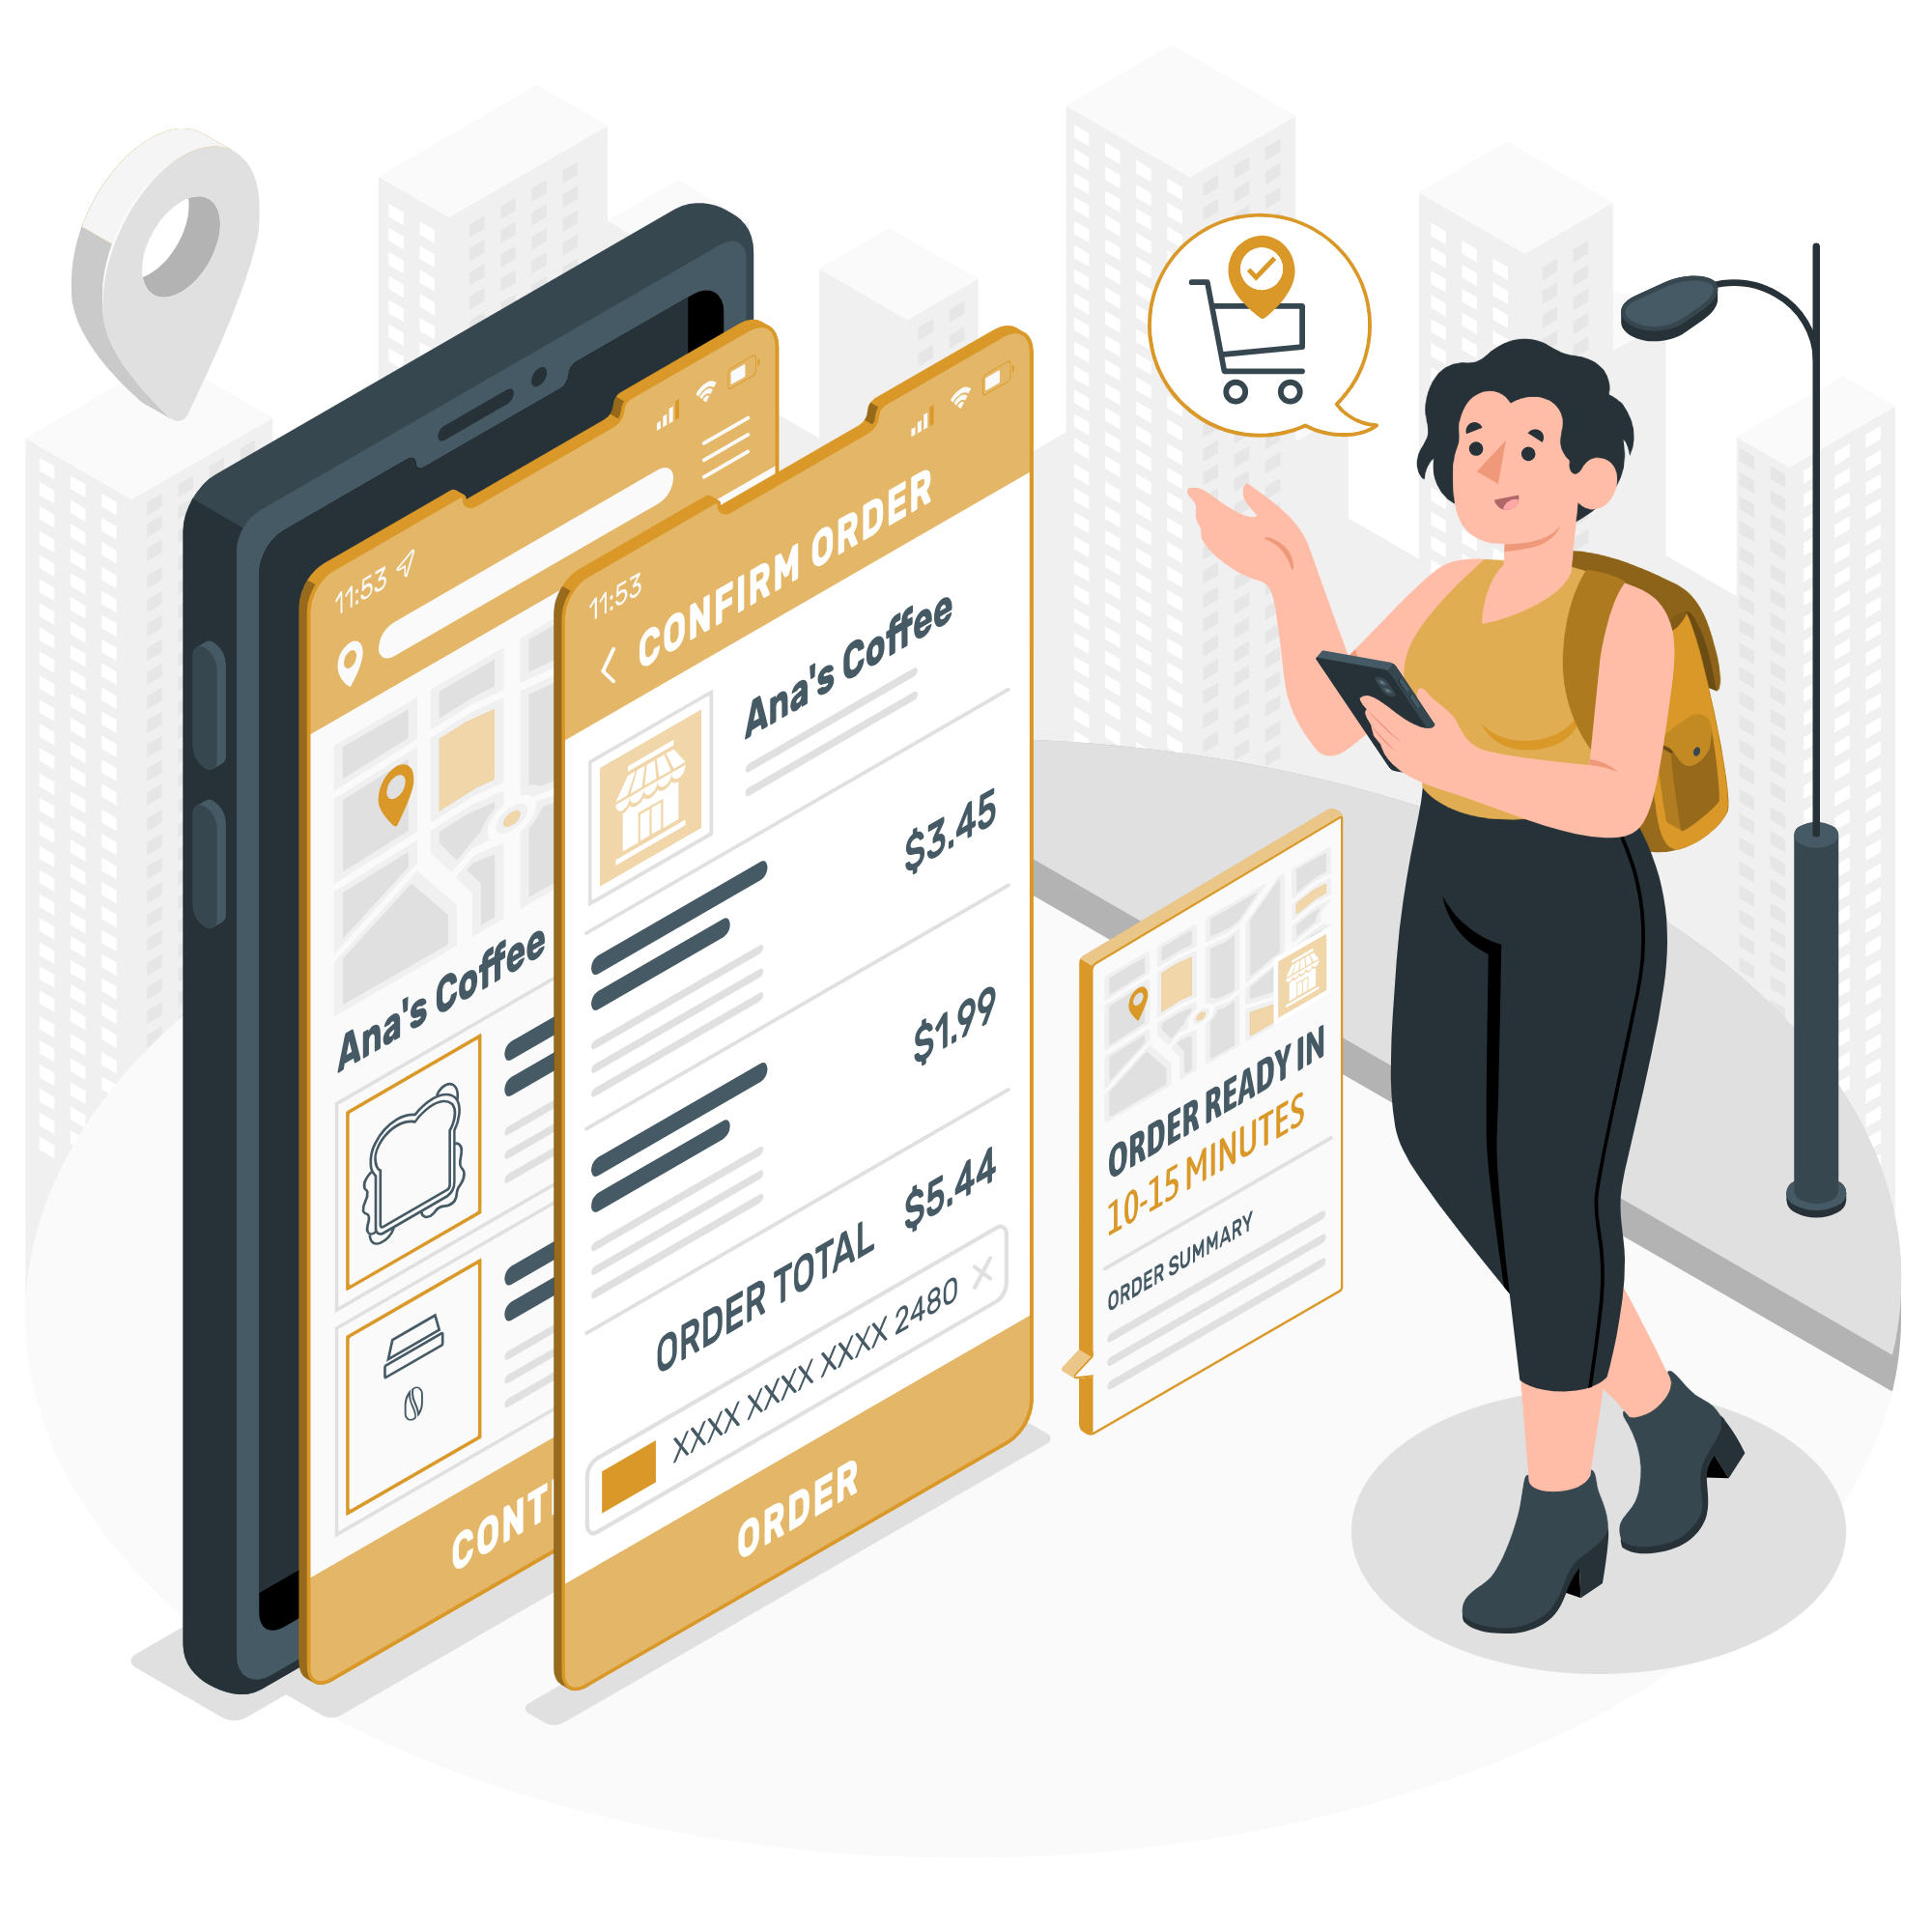 11:53
Ana's Coffee
CONTI
11:53
CONFIRM ORDER
Ana's Coffee
$3.45
$1.99
ORDER TOTAL $5.44
XXXX XXXX XXXX 2480
ORDER
ORDER READY IN
10-15 MINUTES
ORDER SUMMARY